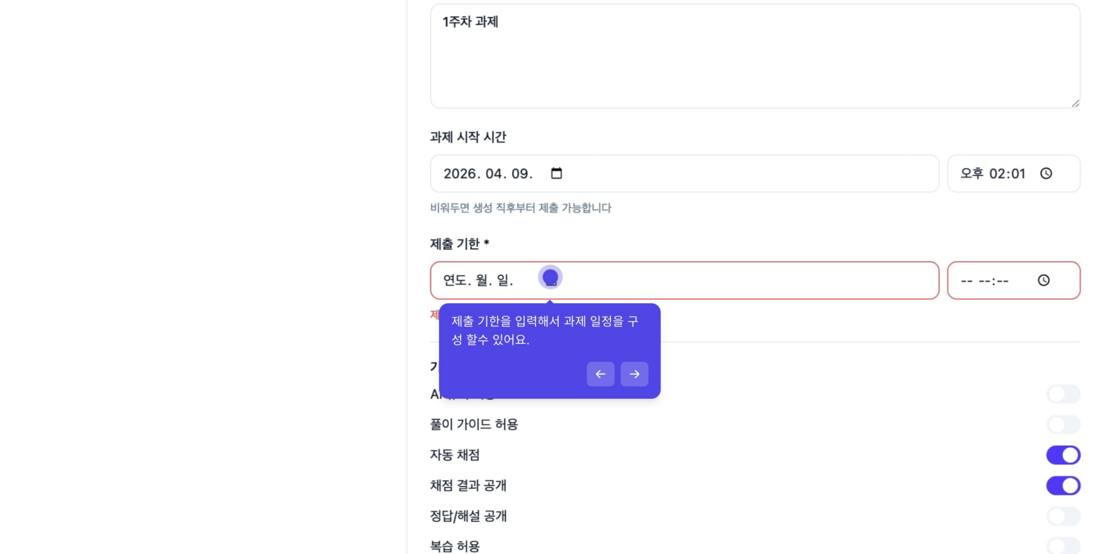 1주차 과제
과제 시작 시간
2026. 04. 09.
오후 02:01
비워두면 생성 직후부터 제출 가능합니다
제출 기한 *
연도. 월. 일.
-- --:--
제출 기한을 입력해서 과제 일정을 구
성 할수 있어요.
풀이 가이드 허용
자동 채점
채점 결과 공개
정답/해설 공개
복습 허용